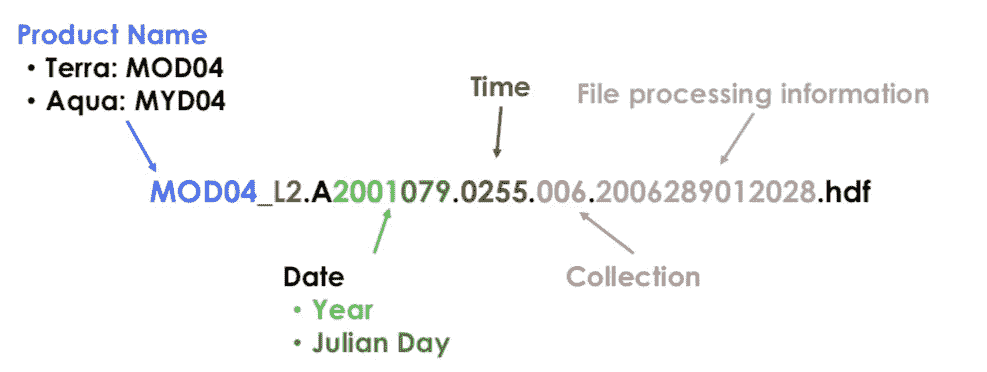 Product Name
• Terra: MOD04
• Aqua: MYD04
Time
File processing information
MOD04_L2.A2001079.0255.006.2006289012028.hdf
Date
• Year
• Julian Day
Collection